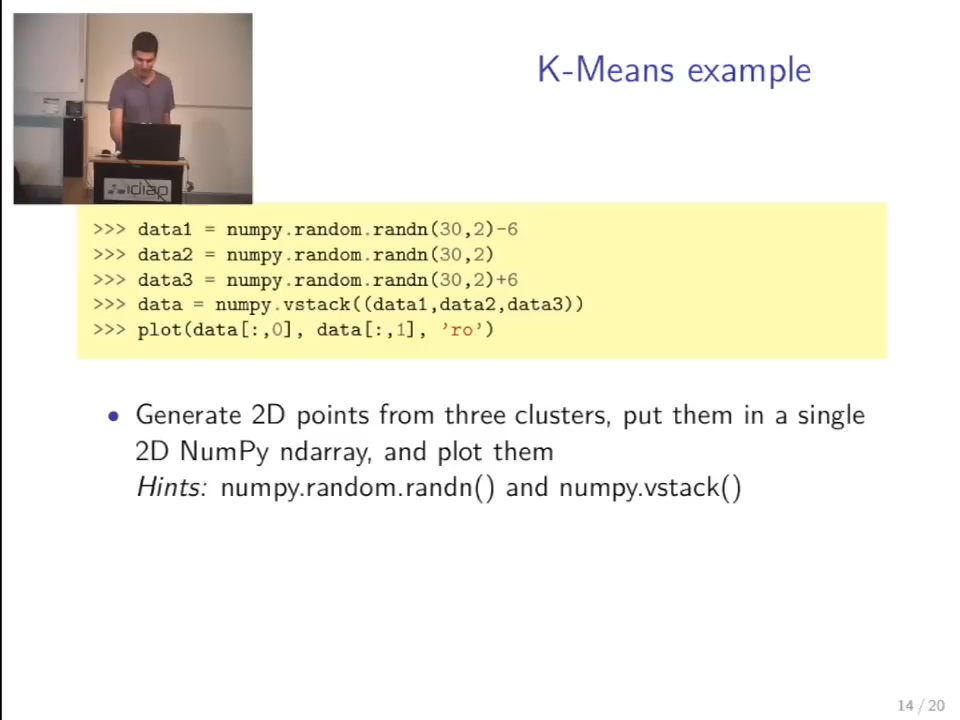 K-Means example
idiap
>>> data1 = numpy.random.randn(30,2)-6
>>> data2 = numpy.random.randn(30,2)
>>> data3 = numpy.random.randn(30,2)+6
>>> data = numpy.vstack((data1,data2,data3))
>>> plot(data[:,0], data[:,1], ’ro’)
• Generate 2D points from three clusters, put them in a single
2D NumPy ndarray, and plot them
Hints: numpy.random.randn() and numpy.vstack()
14 / 20